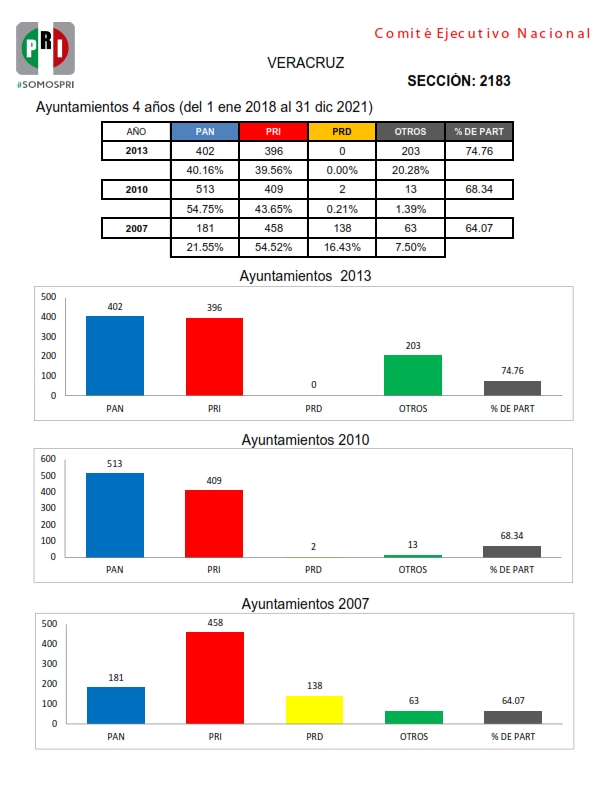 Comité Ejecutivo Nacional
PRI
#SOMOSPRI
VERACRUZ
SECCIÓN: 2183
Ayuntamientos 4 años (del 1 ene 2018 al 31 dic 2021)
AÑO PAN PRI PRD OTROS % DE PART
2013 402 396 0 203 74.76
40.16% 39.56% 0.00% 20.28%
2010 513 409 2 13 68.34
54.75% 43.65% 0.21% 1.39%
2007 181 458 138 63 64.07
21.55% 54.52% 16.43% 7.50%
Ayuntamientos 2013
500
400
300
200
100
0
402
396
0
203
74.76
PAN PRI PRD OTROS % DE PART
Ayuntamientos 2010
600
500
400
300
200
100
0
513
409
2
13
68.34
PAN PRI PRD OTROS % DE PART
Ayuntamientos 2007
500
400
300
200
100
0
181
458
138
63
64.07
PAN PRI PRD OTROS % DE PART